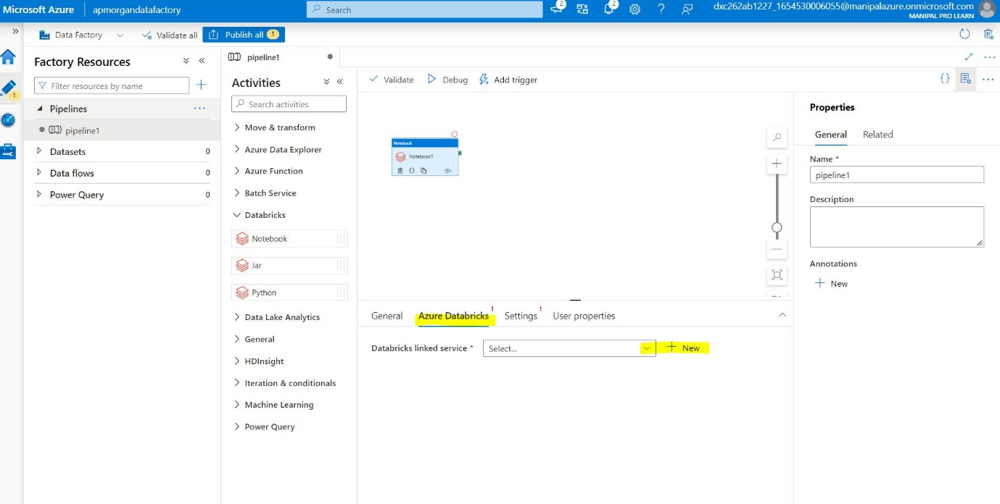 Microsoft Azure
apmorgandatafactory
Search
2
2
dxc262ab1227_1654530006055@manipalazure.onmicrosoft.com
MANIPAL PRO LEARN
Data Factory
Validate all
Publish all
1
Factory Resources
Filter resources by name
1
Pipelines
pipeline1
Datasets 0
Data flows 0
Power Query 0
pipeline1
Activities
Search activities
Move & transform
Azure Data Explorer
Azure Function
Batch Service
Databricks
Notebook
Jar
Python
Data Lake Analytics
General
HDInsight
Iteration & conditionals
Machine Learning
Power Query
Validate
Debug
Add trigger
Notebook
Notebook1
General
Azure Databricks 1
Settings 1
User properties
Databricks linked service *
Select...
New
Properties
General
Related
Name *
pipeline1
Description
Annotations
New